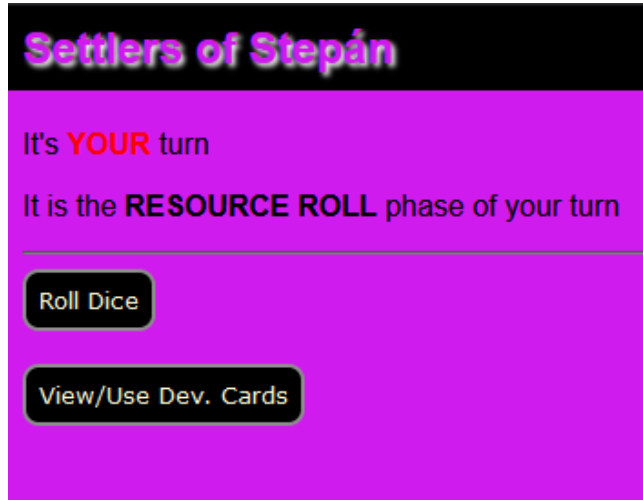 Settlers of Stepán
It's YOUR turn
It is the RESOURCE ROLL phase of your turn
Roll Dice
View/Use Dev. Cards